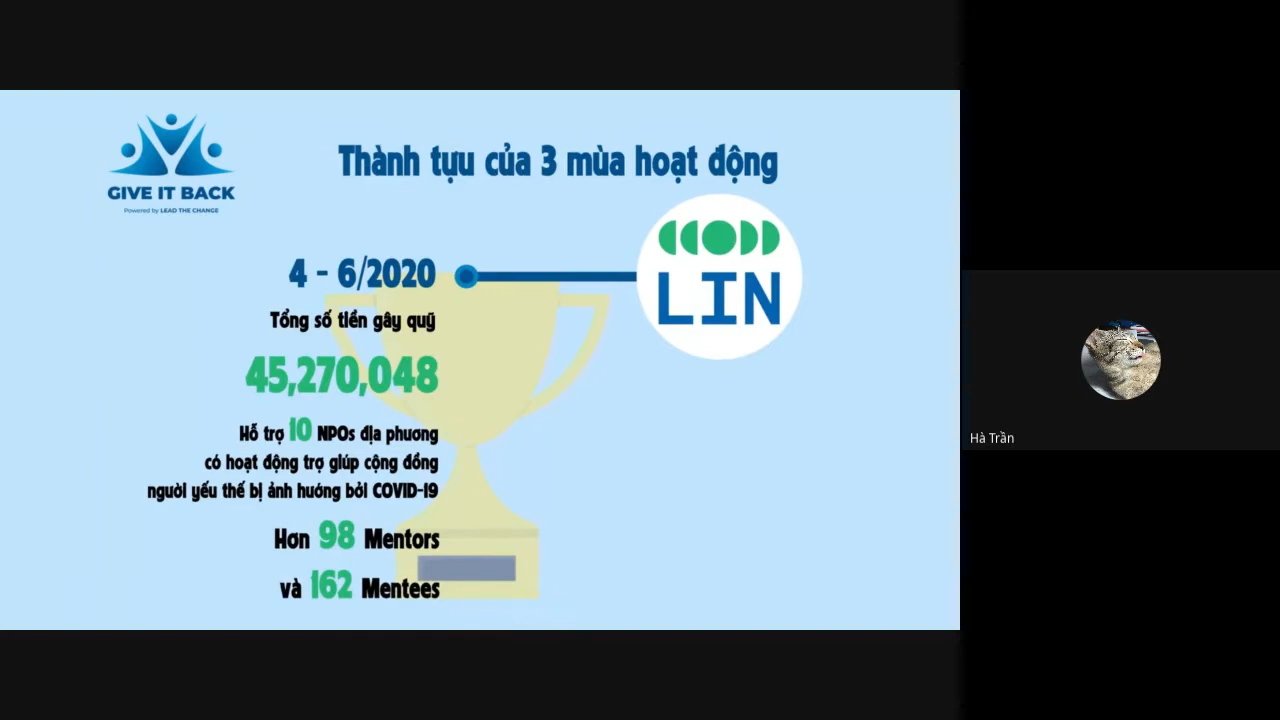 GIVE IT BACK
Powered by LEAD THE CHANGE
Thành tựu của 3 mùa hoạt động
LIN
4 - 6/2020
Tổng số tiền gây quỹ
45,270,048
Hỗ trợ 10 NPOs địa phương
có hoạt động trợ giúp cộng đồng
người yếu thế bị ảnh hưởng bởi COVID-19
Hơn 98 Mentors
và 162 Mentees
Hà Trần